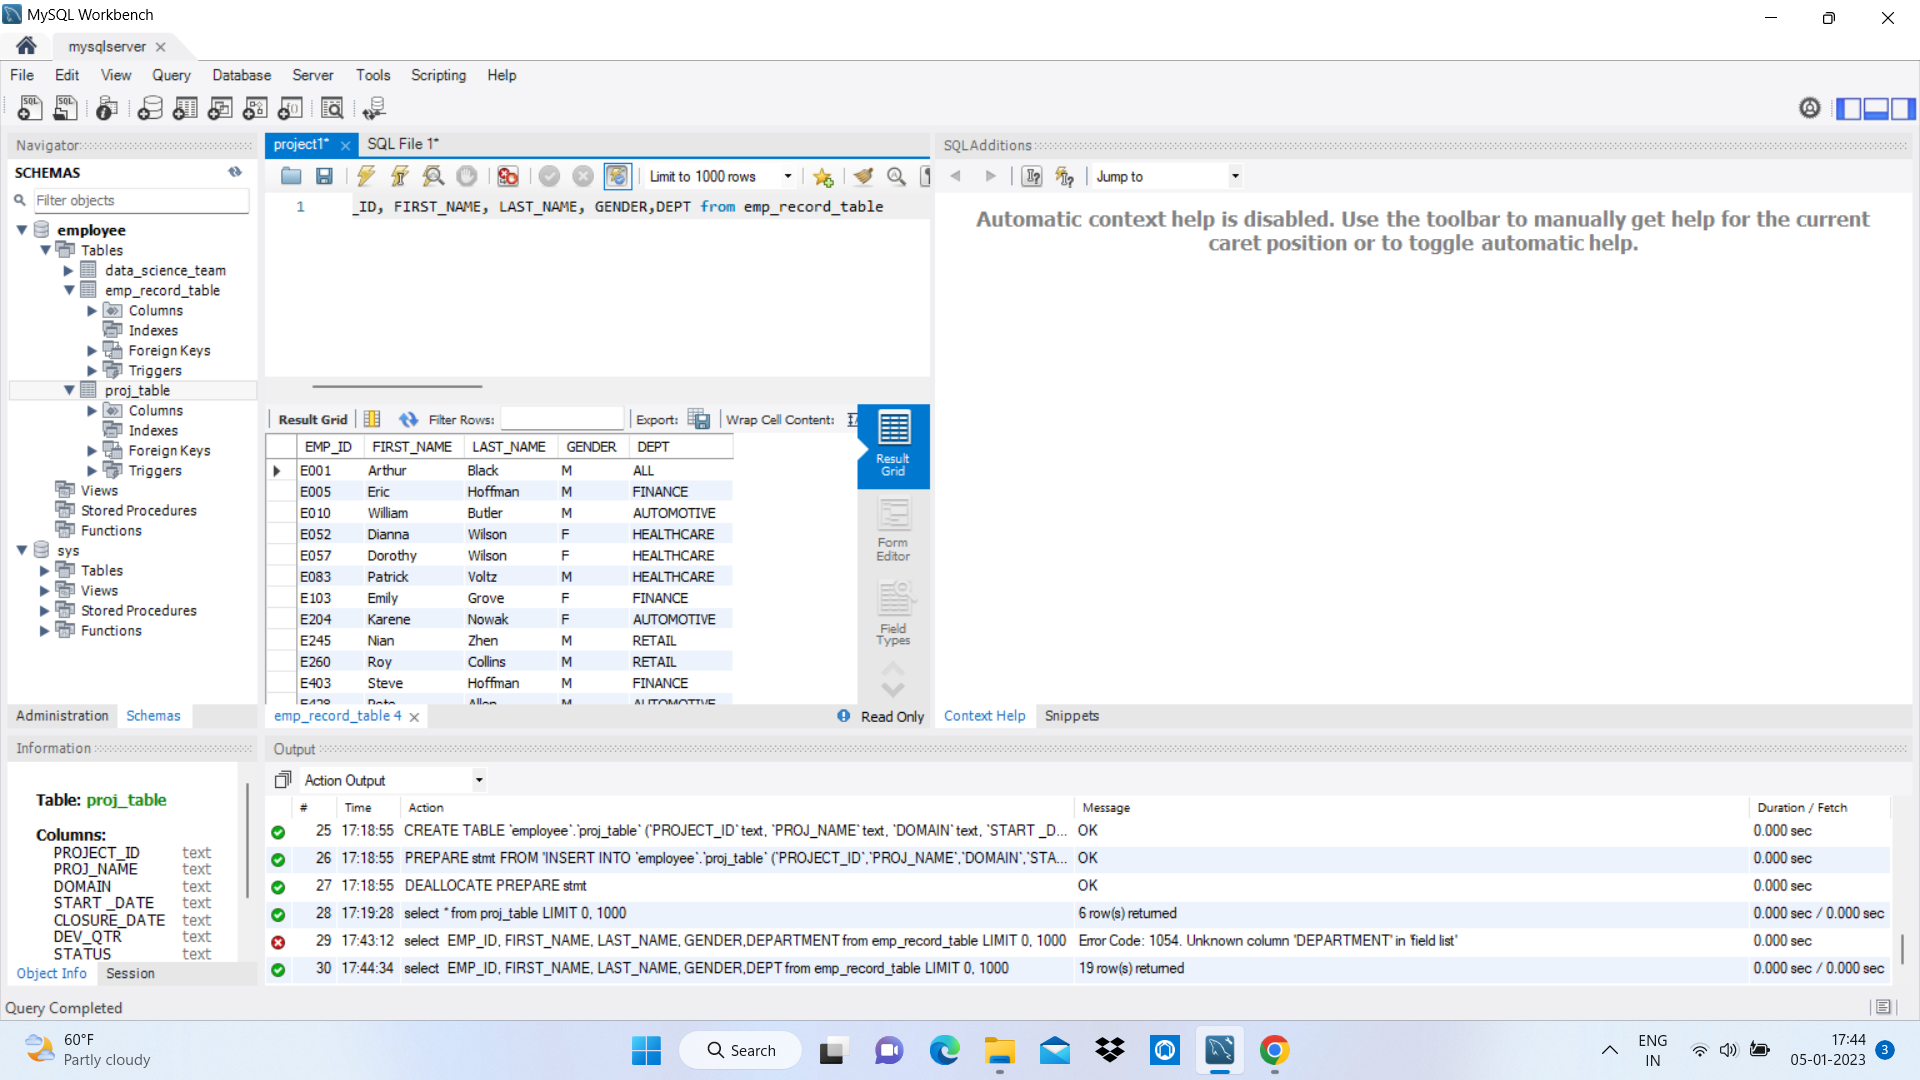 MySQL Workbench
mysqlserver
File Edit View Query Database Server Tools Scripting Help
Navigator
SCHEMAS
Filter objects
employee
Tables
data_science_team
emp_record_table
Columns
Indexes
Foreign Keys
Triggers
proj_table
Columns
Indexes
Foreign Keys
Triggers
Views
Stored Procedures
Functions
sys
Tables
Views
Stored Procedures
Functions
Administration Schemas
project1* SQL File 1*
Limit to 1000 rows
1 _ID, FIRST_NAME, LAST_NAME, GENDER,DEPT from emp_record_table
Result Grid Filter Rows: Export: Wrap Cell Content:
EMP_ID FIRST_NAME LAST_NAME GENDER DEPT
E001 Arthur Black M ALL
E005 Eric Hoffman M FINANCE
E010 William Butler M AUTOMOTIVE
E052 Dianna Wilson F HEALTHCARE
E057 Dorothy Wilson F HEALTHCARE
E083 Patrick Voltz M HEALTHCARE
E103 Emily Grove F FINANCE
E204 Karene Nowak F AUTOMOTIVE
E245 Nian Zhen M RETAIL
E260 Roy Collins M RETAIL
E403 Steve Hoffman M FINANCE
E428 Pete Allen M AUTOMOTIVE
Result
Grid
Form
Editor
Field
Types
emp_record_table 4 Read Only
SQLAdditions
Jump to
Automatic context help is disabled. Use the toolbar to manually get help for the current
caret position or to toggle automatic help.
Context Help Snippets
Information
Table: proj_table
Columns:
PROJECT_ID text
PROJ_NAME text
DOMAIN text
START _DATE text
CLOSURE_DATE text
DEV_QTR text
STATUS text
Object Info Session
Output
Action Output
# Time Action Message Duration / Fetch
25 17:18:55 CREATE TABLE `employee`.`proj_table` (`PROJECT_ID` text, `PROJ_NAME` text, `DOMAIN` text, `START _D... OK 0.000 sec
26 17:18:55 PREPARE stmt FROM 'INSERT INTO `employee`.`proj_table` (`PROJECT_ID`,`PROJ_NAME`,`DOMAIN`,`STA... OK 0.000 sec
27 17:18:55 DEALLOCATE PREPARE stmt OK 0.000 sec
28 17:19:28 select * from proj_table LIMIT 0, 1000 6 row(s) returned 0.000 sec / 0.000 sec
29 17:43:12 select EMP_ID, FIRST_NAME, LAST_NAME, GENDER,DEPARTMENT from emp_record_table LIMIT 0, 1000 Error Code: 1054. Unknown column 'DEPARTMENT' in 'field list' 0.000 sec
30 17:44:34 select EMP_ID, FIRST_NAME, LAST_NAME, GENDER,DEPT from emp_record_table LIMIT 0, 1000 19 row(s) returned 0.000 sec / 0.000 sec
Query Completed
60°F
Partly cloudy
Search
ENG
IN
17:44
05-01-2023
3